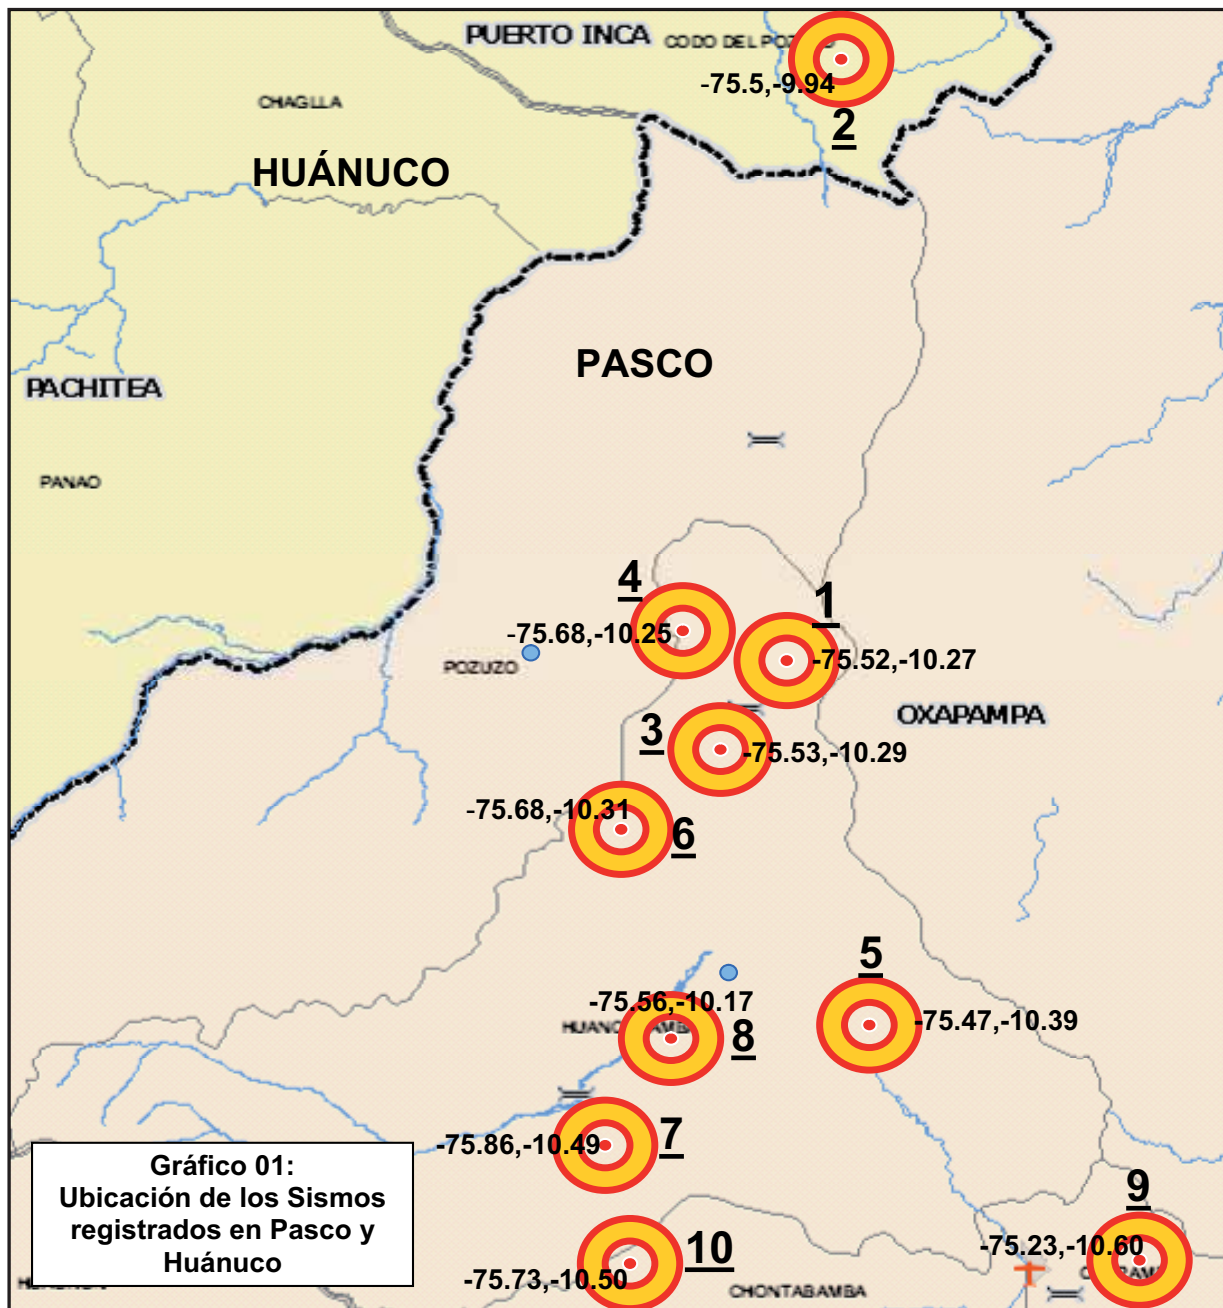 PUERTO INCA
CODO DEL POZUZO
-75.5,-9.94
CHAGLLA
2
HUÁNUCO
PASCO
PACHITEA
PANAO
4
1
-75.68,-10.25
-75.52,-10.27
POZUZO
OXAPAMPA
3
-75.53,-10.29
-75.68,-10.31
6
5
-75.56,-10.17
-75.47,-10.39
8
7
-75.86,-10.49
Gráfico 01:
Ubicación de los Sismos
registrados en Pasco y
Huánuco
9
-75.23,-10.60
10
-75.73,-10.50
CHONTABAMBA